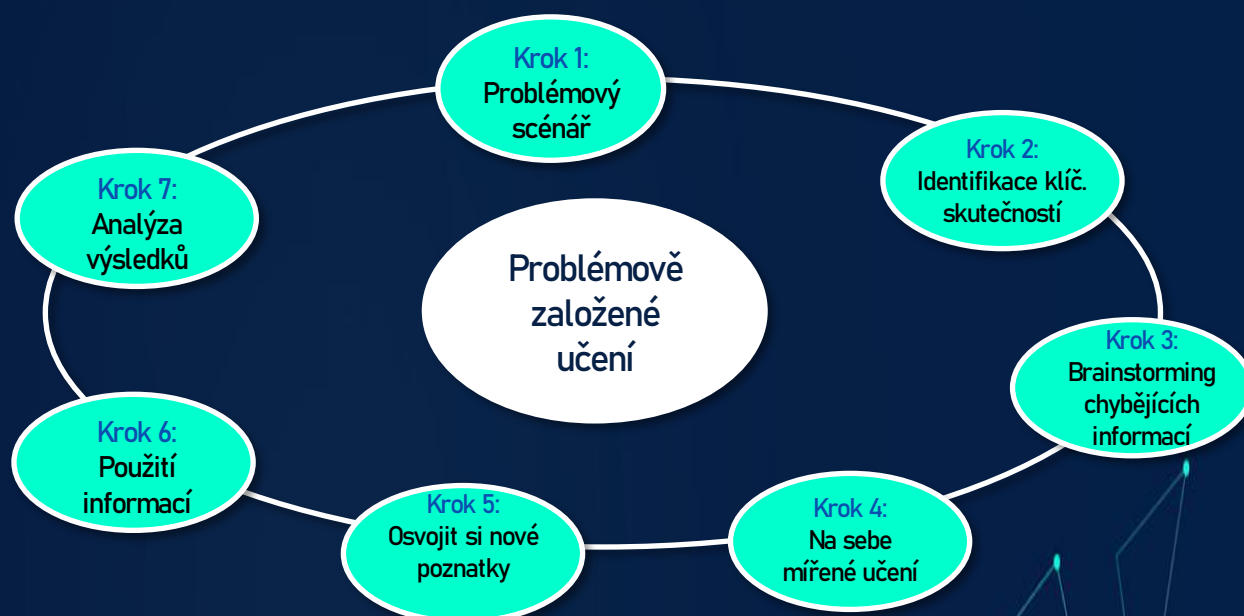 Krok 1:
Problémový
scénář
Krok 2:
Identifikace klíč.
skutečností
Krok 3:
Brainstorming
chybějících
informací
Krok 4:
Na sebe
mířené učení
Krok 5:
Osvojit si nové
poznatky
Krok 6:
Použití
informací
Krok 7:
Analýza
výsledků
Problémově
založené
učení